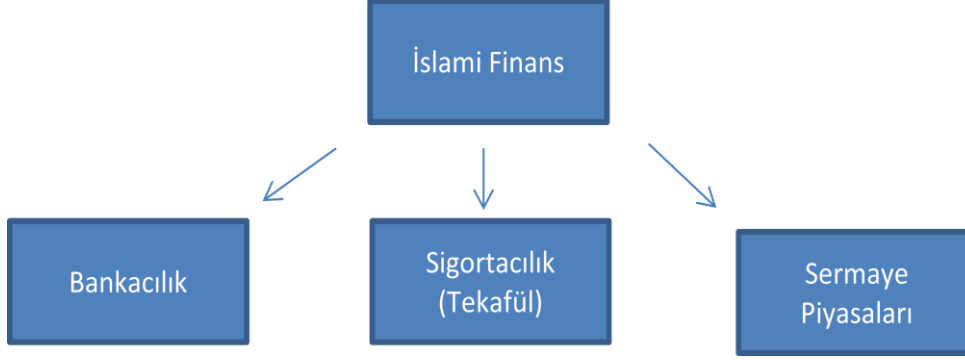 İslami Finans
Bankacılık
Sigortacılık
(Tekafül)
Sermaye
Piyasaları